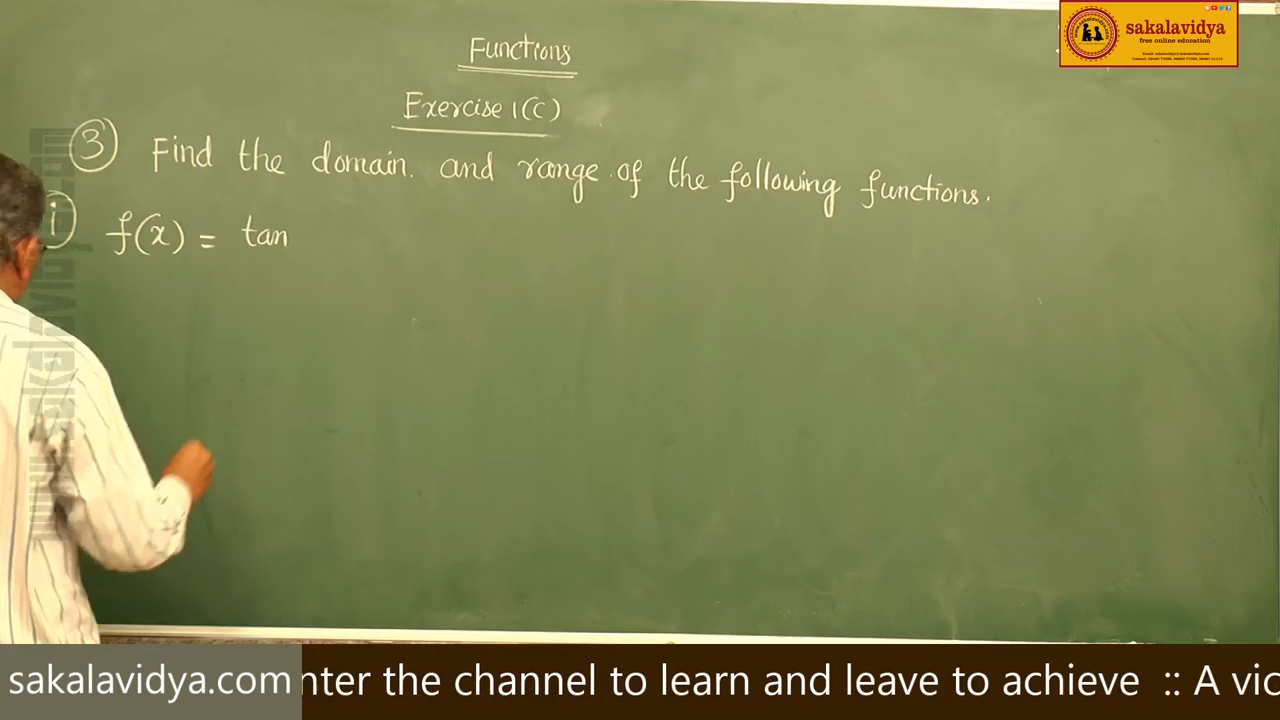 sakalavidya
free online education
Functions
Exercise 1(C)
3 Find the domain. and range of the following functions.
i f(x) = tan
sakalavidya.com nter the channel to learn and leave to achieve :: A vic